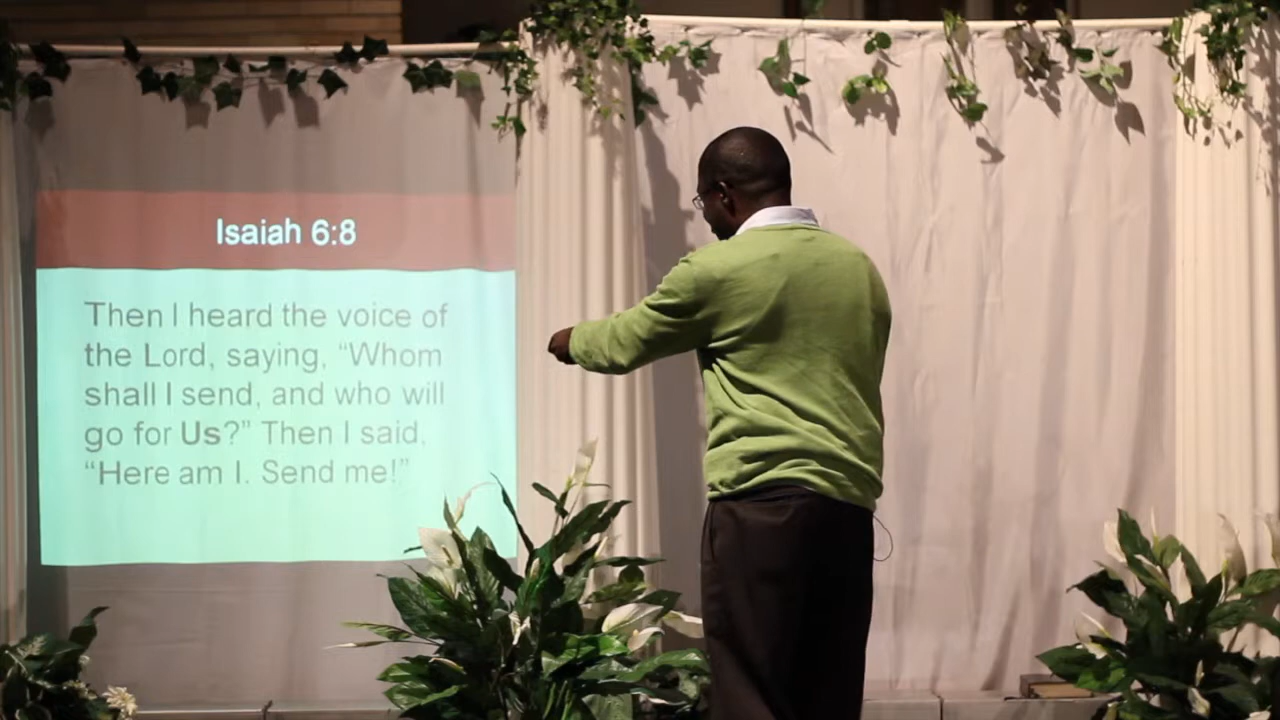 Isaiah 6:8
Then I heard the voice of
the Lord, saying, “Whom
shall I send, and who will
go for Us?” Then I said,
“Here am I. Send me!”